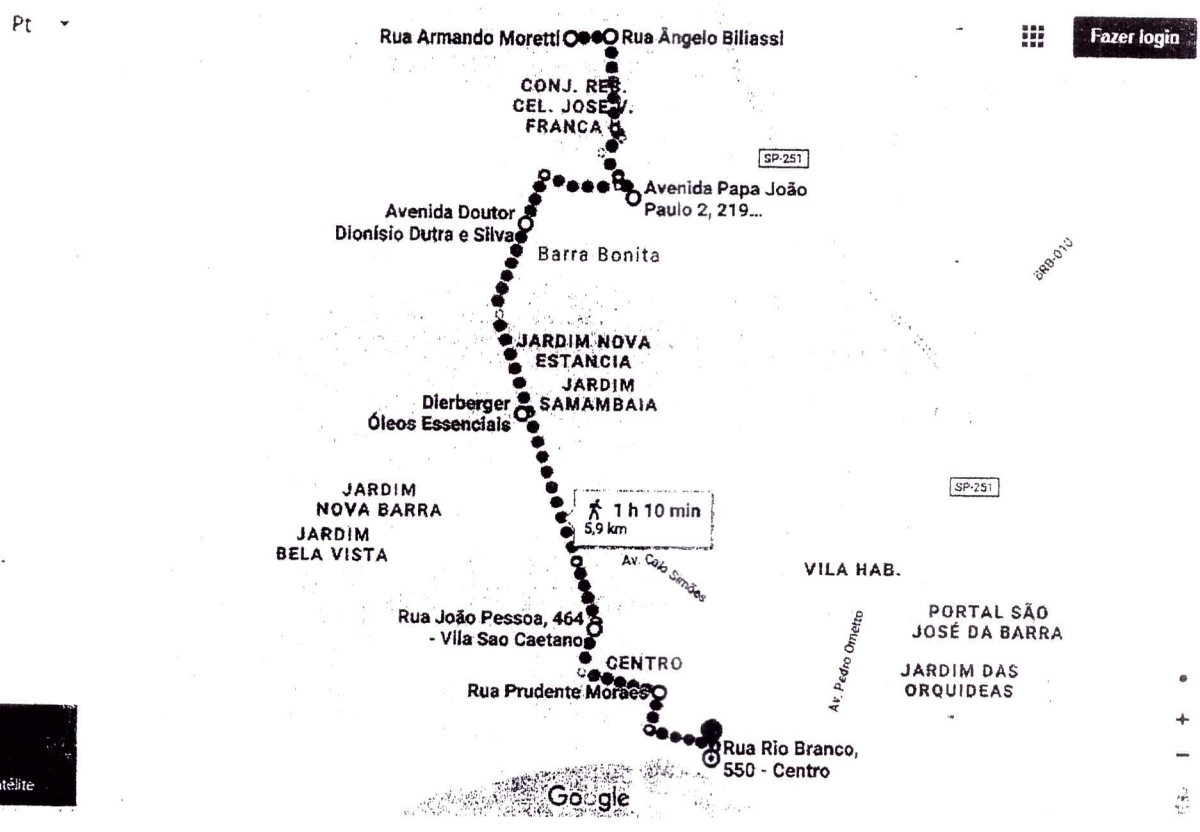 Pt
Rua Armando Moretti
Rua Ângelo Biliassi
Fazer login
CONJ. RES.
CEL. JOSE V.
FRANCA
SP-251
Avenida Papa João
Paulo 2, 219...
Avenida Doutor
Dionísio Dutra e Silva
Barra Bonita
BRB-010
JARDIM NOVA
ESTANCIA
JARDIM
SAMAMBAIA
Dierberger
Óleos Essenciais
JARDIM
NOVA BARRA
JARDIM
BELA VISTA
SP-251
1 h 10 min
5,9 km
Av. Caio Simões
VILA HAB.
PORTAL SÃO
JOSÉ DA BARRA
Rua João Pessoa, 464
- Vila Sao Caetano
Av. Pedro Ometto
JARDIM DAS
ORQUIDEAS
CENTRO
Rua Prudente Moraes
Rua Rio Branco,
550 - Centro
atélite
Google